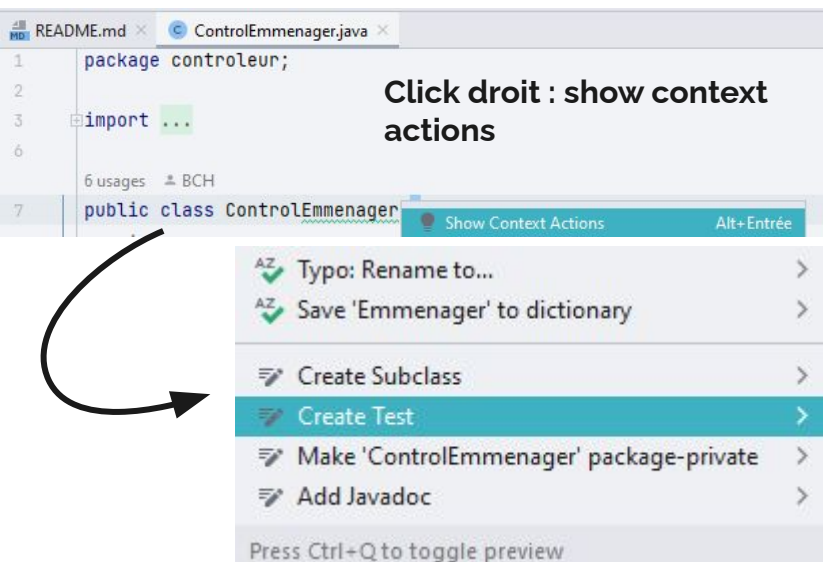 README.md ControlEmmenager.java
1 package controleur;
2
3 import ...
6
Click droit : show context
actions
6 usages BCH
7 public class ControlEmmenager
Show Context Actions Alt+Entrée
Typo: Rename to...
Save 'Emmenager' to dictionary
Create Subclass
Create Test
Make 'ControlEmmenager' package-private
Add Javadoc
Press Ctrl+Q to toggle preview